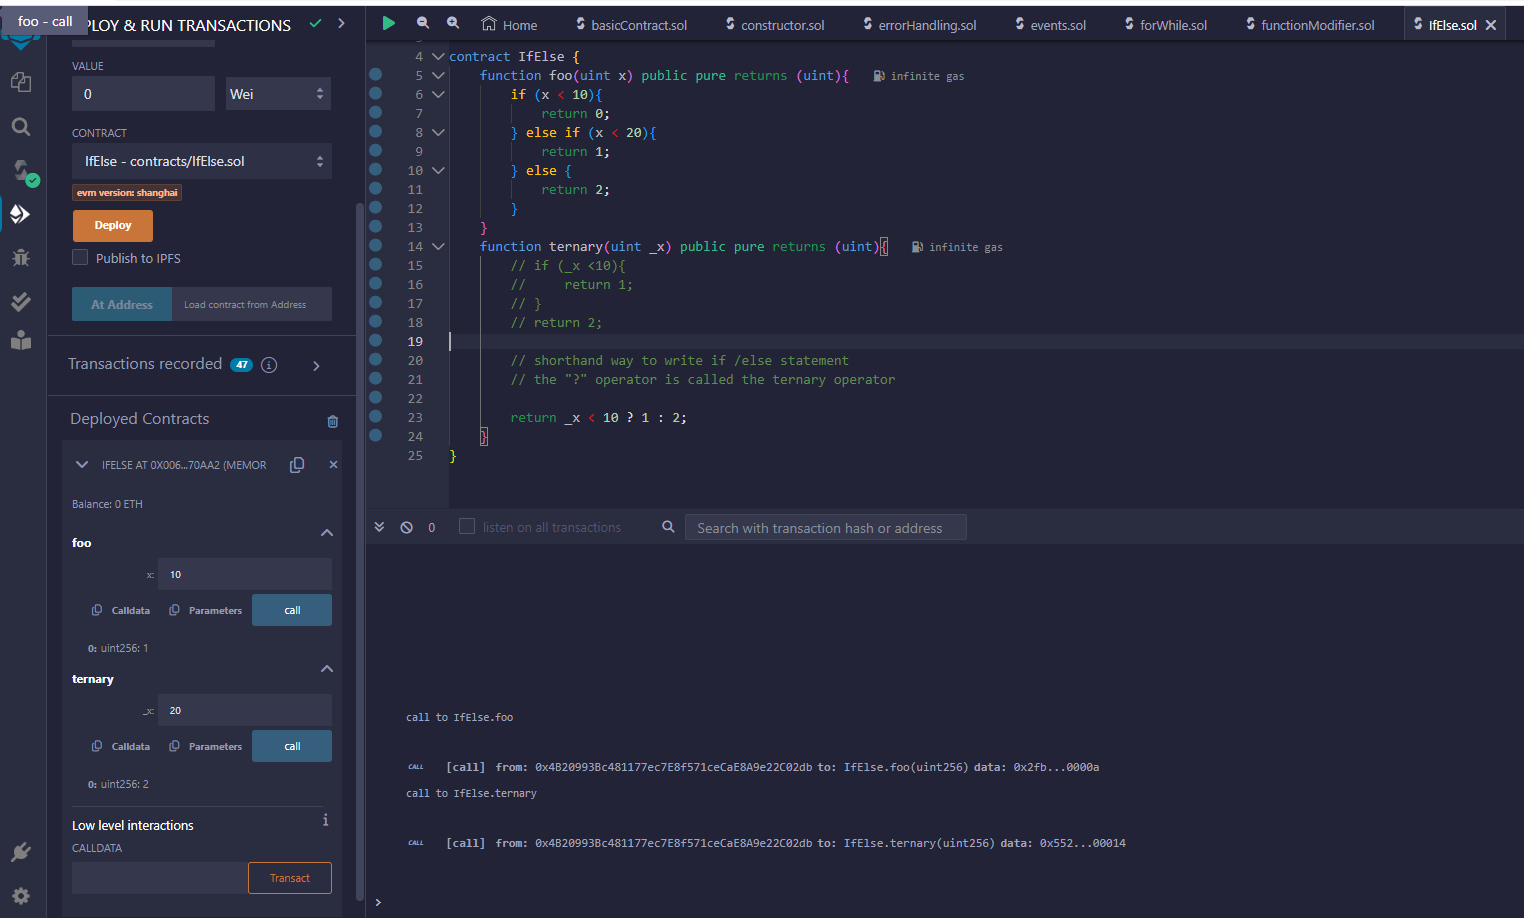 foo - call
PLOY & RUN TRANSACTIONS
VALUE
0
Wei
CONTRACT
IfElse - contracts/IfElse.sol
evm version: shanghai
Deploy
Publish to IPFS
At Address
Load contract from Address
Transactions recorded 47
Deployed Contracts
IFELSE AT 0X006...70AA2 (MEMOR
Balance: 0 ETH
foo
x: 10
Calldata Parameters call
0: uint256: 1
ternary
_x: 20
Calldata Parameters call
0: uint256: 2
Low level interactions
CALLDATA
Transact
Home basicContract.sol constructor.sol errorHandling.sol events.sol forWhile.sol functionModifier.sol IfElse.sol
4 contract IfElse {
5 function foo(uint x) public pure returns (uint){ infinite gas
6 if (x < 10){
7 return 0;
8 } else if (x < 20){
9 return 1;
10 } else {
11 return 2;
12 }
13 }
14 function ternary(uint _x) public pure returns (uint){ infinite gas
15 // if (_x <10){
16 // return 1;
17 // }
18 // return 2;
19
20 // shorthand way to write if /else statement
21 // the "?" operator is called the ternary operator
22
23 return _x < 10 ? 1 : 2;
24 }
25 }
0 listen on all transactions Search with transaction hash or address
call to IfElse.foo
CALL [call] from: 0x4B20993Bc481177ec7E8f571ceCaE8A9e22C02db to: IfElse.foo(uint256) data: 0x2fb...0000a
call to IfElse.ternary
CALL [call] from: 0x4B20993Bc481177ec7E8f571ceCaE8A9e22C02db to: IfElse.ternary(uint256) data: 0x552...00014
>